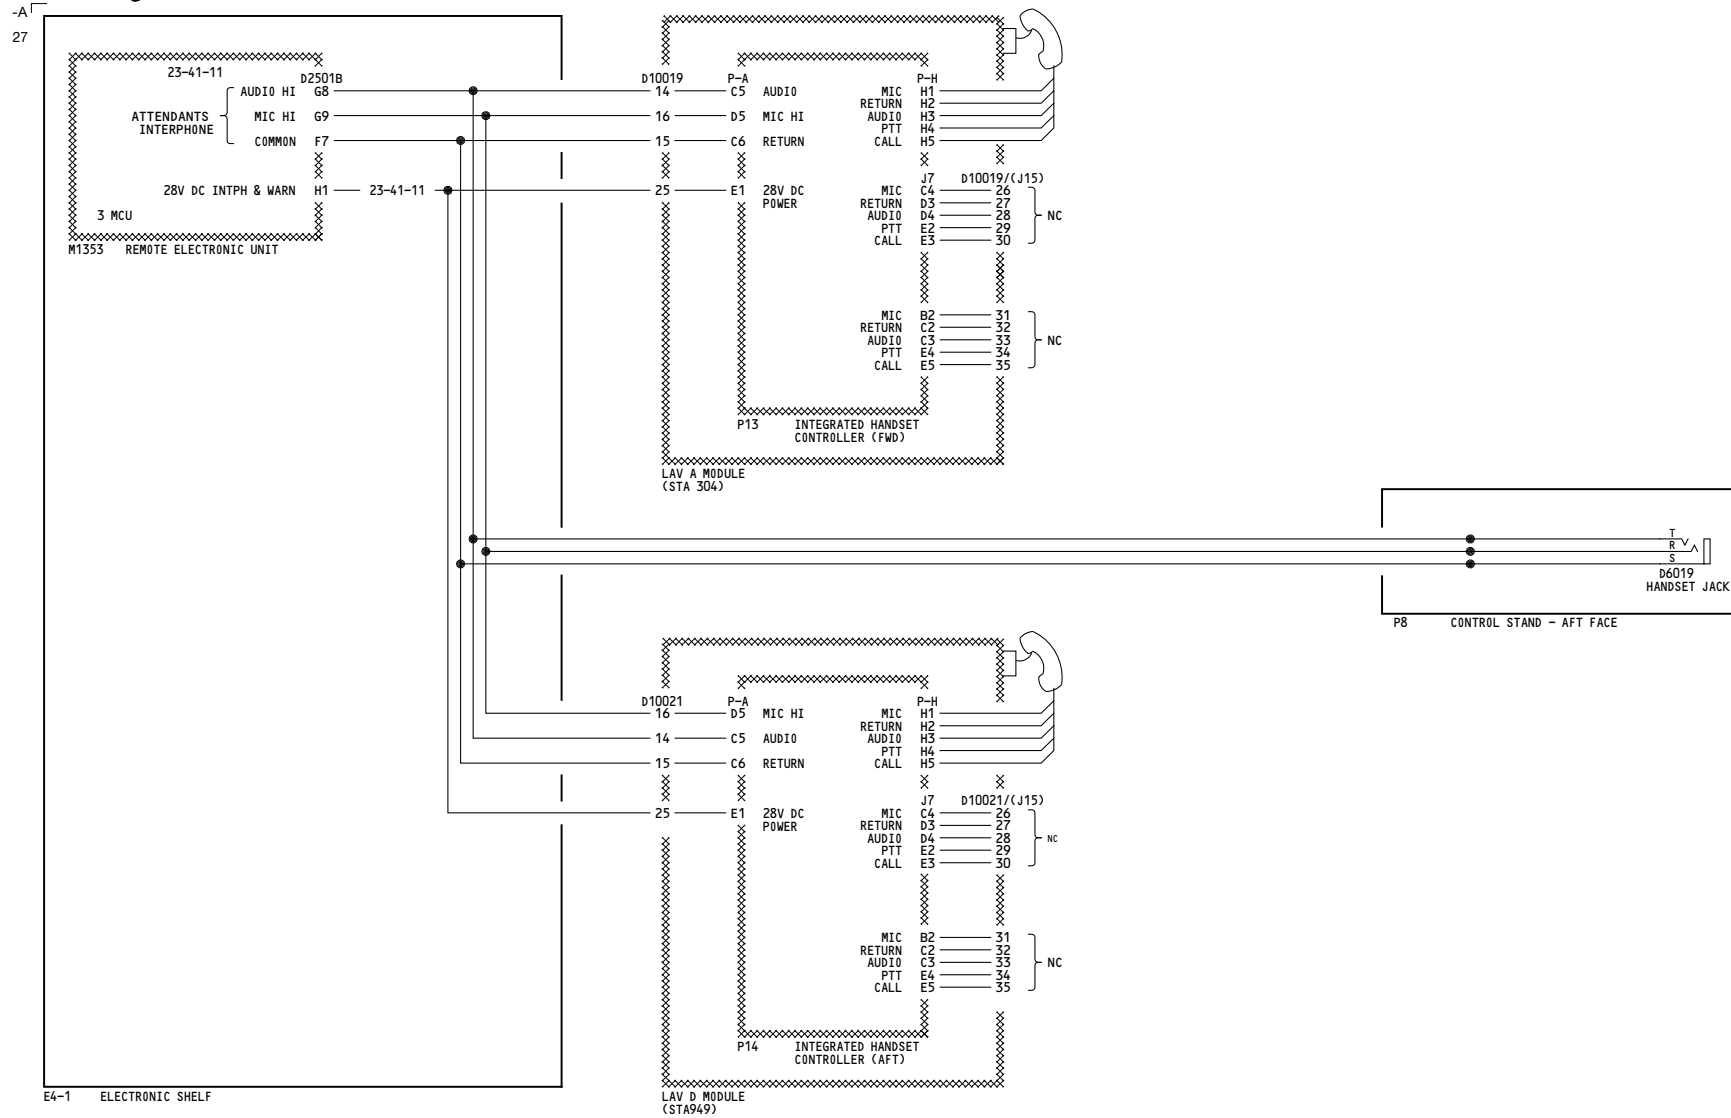 -A
27
23-41-11
D2501B
AUDIO HI G8
ATTENDANTS
INTERPHONE
MIC HI G9
COMMON F7
28V DC INTPH & WARN H1 23-41-11
3 MCU
M1353 REMOTE ELECTRONIC UNIT
D10019 P-A P-H
14 C5 AUDIO MIC H1
RETURN H2
16 D5 MIC HI AUDIO H3
PTT H4
15 C6 RETURN CALL H5
J7 D10019/(J15)
25 E1 28V DC
POWER
MIC C4 26
RETURN D3 27
AUDIO D4 28 NC
PTT E2 29
CALL E3 30
MIC B2 31
RETURN C2 32
AUDIO C3 33 NC
PTT E4 34
CALL E5 35
P13 INTEGRATED HANDSET
CONTROLLER (FWD)
LAV A MODULE
(STA 304)
T
R
S
D6019
HANDSET JACK
P8 CONTROL STAND – AFT FACE
D10021 P-A P-H
16 D5 MIC HI MIC H1
RETURN H2
14 C5 AUDIO AUDIO H3
PTT H4
15 C6 RETURN CALL H5
J7 D10021/(J15)
25 E1 28V DC
POWER
MIC C4 26
RETURN D3 27
AUDIO D4 28 NC
PTT E2 29
CALL E3 30
MIC B2 31
RETURN C2 32
AUDIO C3 33 NC
PTT E4 34
CALL E5 35
P14 INTEGRATED HANDSET
CONTROLLER (AFT)
E4-1 ELECTRONIC SHELF
LAV D MODULE
(STA949)